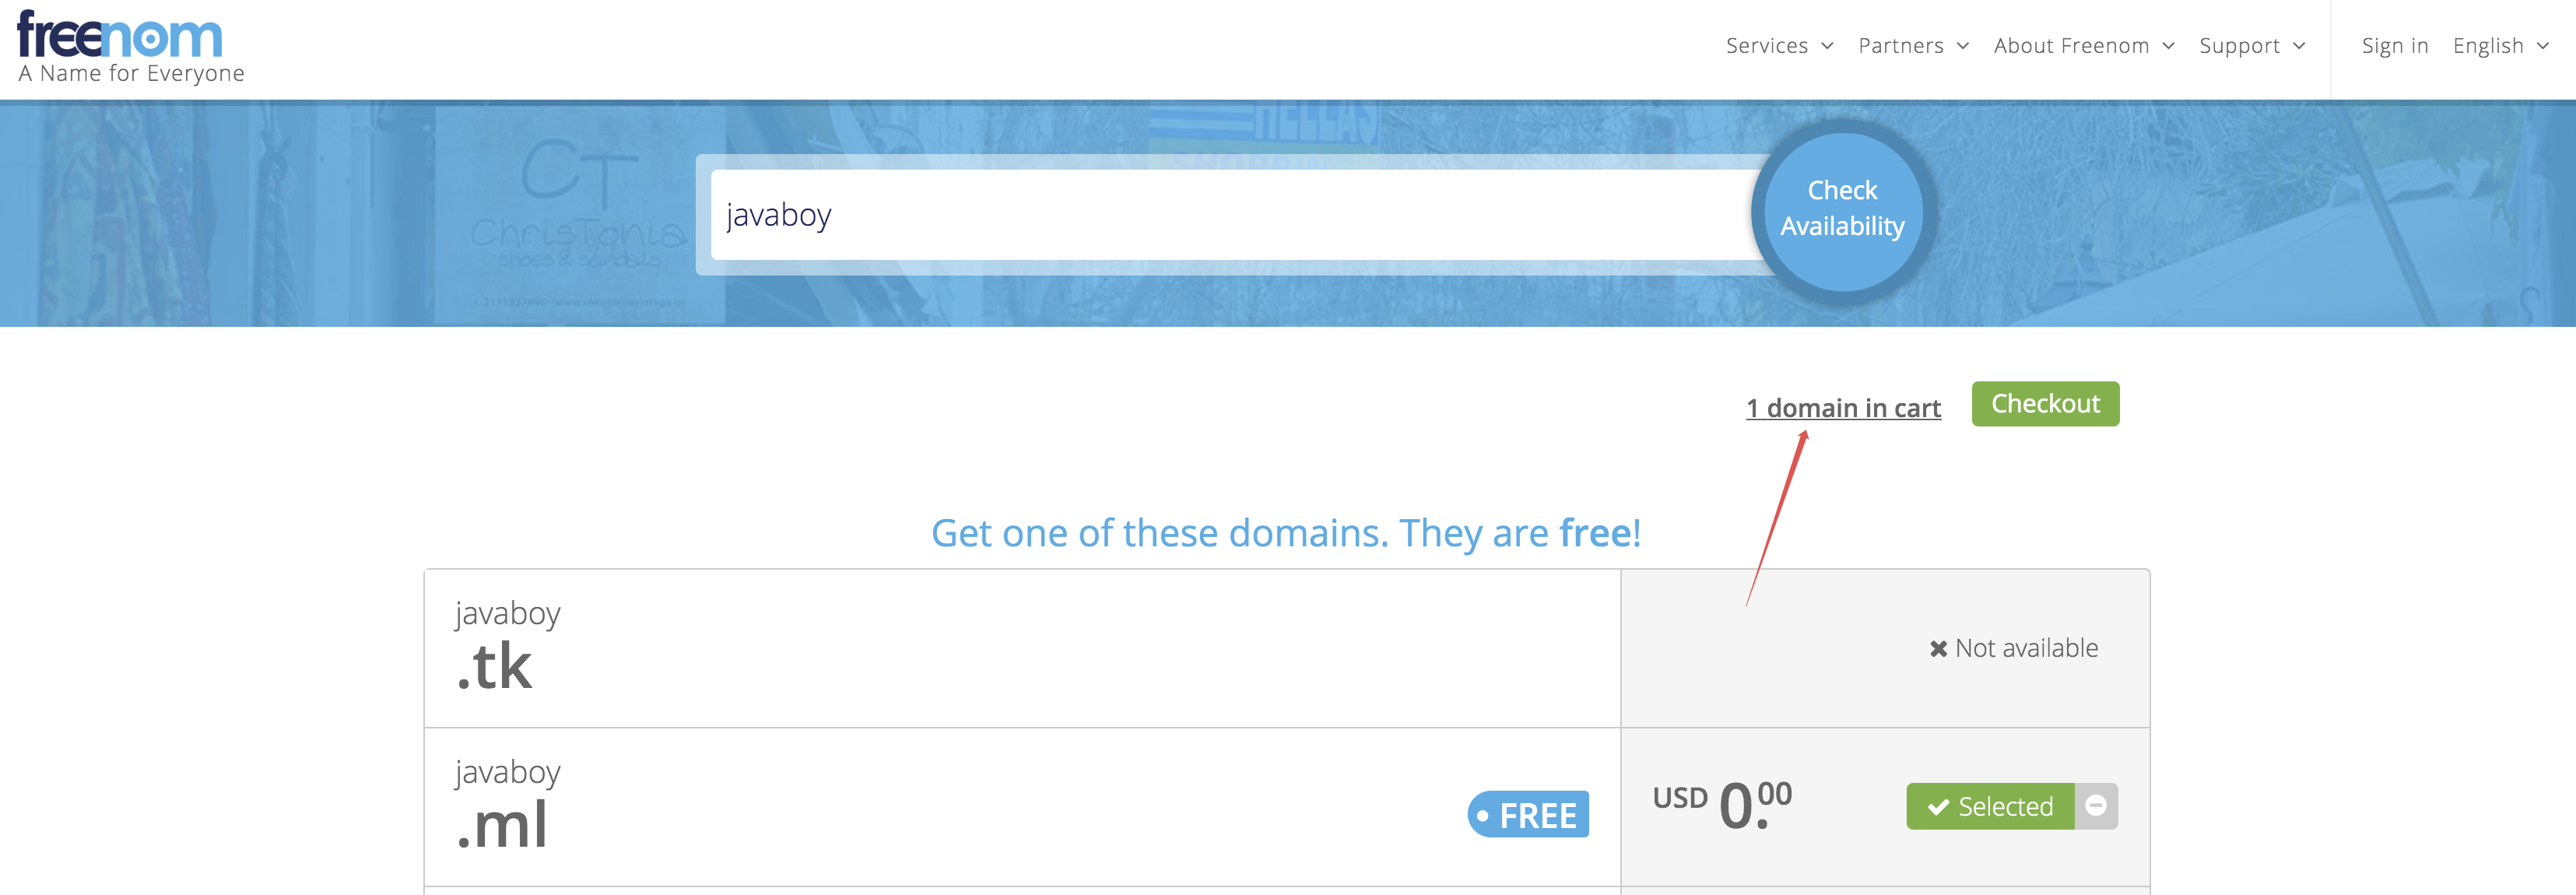 freenom
A Name for Everyone
Services
Partners
About Freenom
Support
Sign in
English
HELLAS
CT
ChrisTonia
shoes & sandals
javaboy
Check
Availability
1 domain in cart
Checkout
Get one of these domains. They are free!
javaboy
.tk
Not available
javaboy
.ml
FREE
USD 0.00
Selected